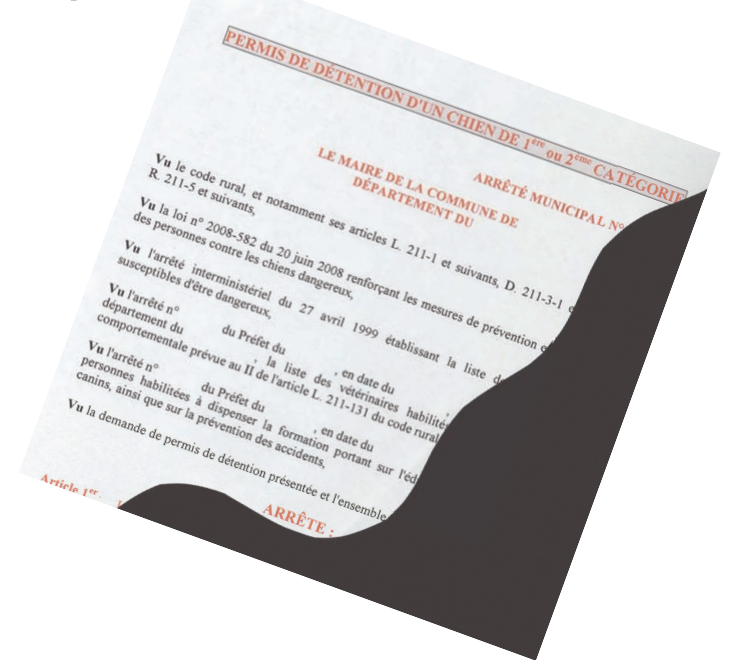 PERMIS DE DÉTENTION D'UN CHIEN DE 1ère ou 2ème CATÉGORIE
ARRÊTÉ MUNICIPAL N°
LE MAIRE DE LA COMMUNE DE
DÉPARTEMENT DU
Vu le code rural, et notamment ses articles L. 211-1 et suivants, D. 211-3-1
R. 211-5 et suivants,
Vu la loi n° 2008-582 du 20 juin 2008 renforçant les mesures de prévention
des personnes contre les chiens dangereux,
Vu l'arrêté interministériel du 27 avril 1999 établissant la liste
susceptibles d'être dangereux,
Vu l'arrêté n° du Préfet du , en date du
département du , la liste des vétérinaires
comportementale prévue au II de l'article L. 211-131 du code rural
Vu l'arrêté n° du Préfet du , en date du
personnes habilitées à dispenser la formation portant sur
canins, ainsi que sur la prévention des accidents,
Vu la demande de permis de détention présentée et l'ensemble
ARRÊTE :
Article 1er.